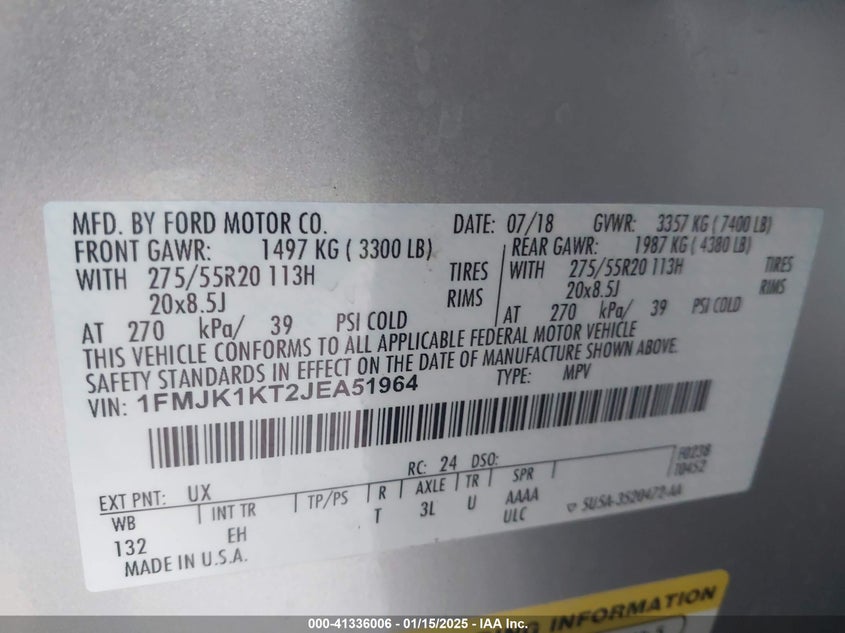 MFD. BY FORD MOTOR CO. DATE: 07/18 GVWR: 3357 KG ( 7400 LB)
FRONT GAWR: 1497 KG ( 3300 LB) REAR GAWR: 1987 KG ( 4380 LB)
WITH 275/55R20 113H TIRES WITH 275/55R20 113H TIRES
20x8.5J RIMS 20x8.5J RIMS
AT 270 kPa/ 39 PSI COLD AT 270 kPa/ 39 PSI COLD
THIS VEHICLE CONFORMS TO ALL APPLICABLE FEDERAL MOTOR VEHICLE
SAFETY STANDARDS IN EFFECT ON THE DATE OF MANUFACTURE SHOWN ABOVE.
VIN: 1FMJK1KT2JEA51964 TYPE: MPV
F0238
T0452
RC: 24 DSO:
EXT PNT: UX
WB INT TR TP/PS R AXLE TR SPR
132 EH T 3L U AAAA
ULC
5U5A-3520472-AA
MADE IN U.S.A.
INFORMATION
000-41336006 / 01/15/2025 - IAA Inc.